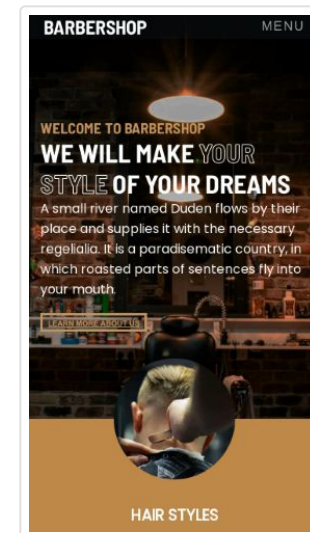 BARBERSHOP MENU
WELCOME TO BARBERSHOP
WE WILL MAKE YOUR
STYLE OF YOUR DREAMS
A small river named Duden flows by their
place and supplies it with the necessary
regelialia. It is a paradisematic country, in
which roasted parts of sentences fly into
your mouth.
LEARN MORE ABOUT US
HAIR STYLES